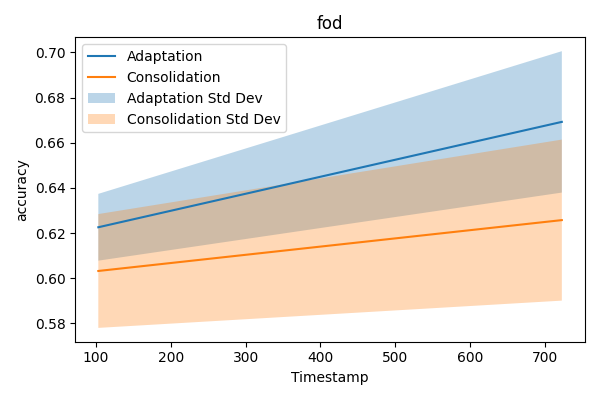 fod
Adaptation
Consolidation
Adaptation Std Dev
Consolidation Std Dev
accuracy
0.70
0.68
0.66
0.64
0.62
0.60
0.58
100 200 300 400 500 600 700
Timestamp